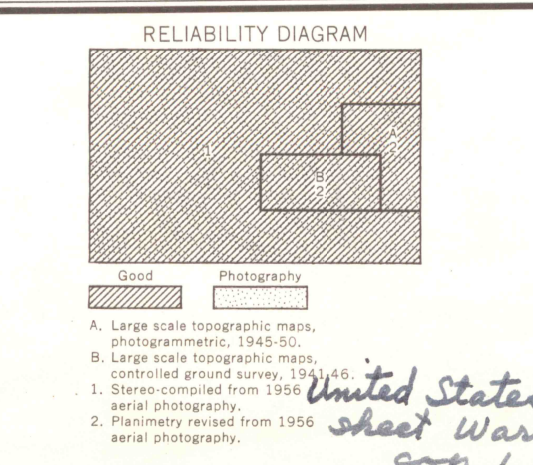 RELIABILITY DIAGRAM
1
A
2
B
2
Good Photography
A. Large scale topographic maps,
photogrammetric, 1945-50.
B. Large scale topographic maps,
controlled ground survey, 1941-46.
1. Stereo-compiled from 1956
aerial photography.
2. Planimetry revised from 1956
aerial photography.
United States
sheet War